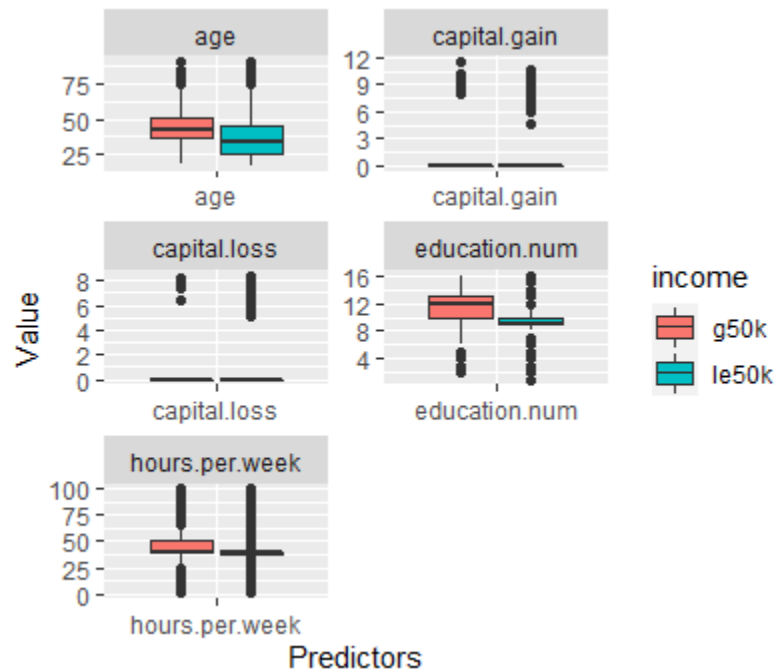 age
capital.gain
75
50
25
12
9
6
3
0
age
capital.gain
capital.loss
education.num
8
6
4
2
0
16
12
8
4
capital.loss
education.num
hours.per.week
100
75
50
25
0
hours.per.week
Value
Predictors
income
g50k
le50k